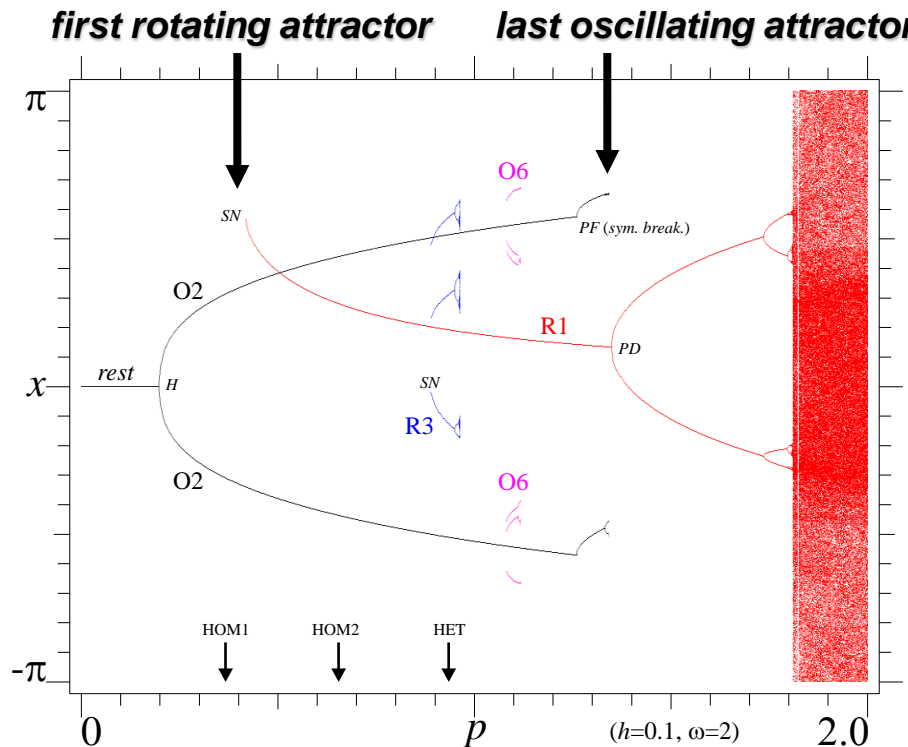 first rotating attractor
last oscillating attractor
π
O6
SN
PF (sym. break.)
O2
R1
PD
rest
H
x
SN
R3
O2
O6
HOM1
HOM2
HET
-π
0
p
(h=0.1, ω=2)
2.0